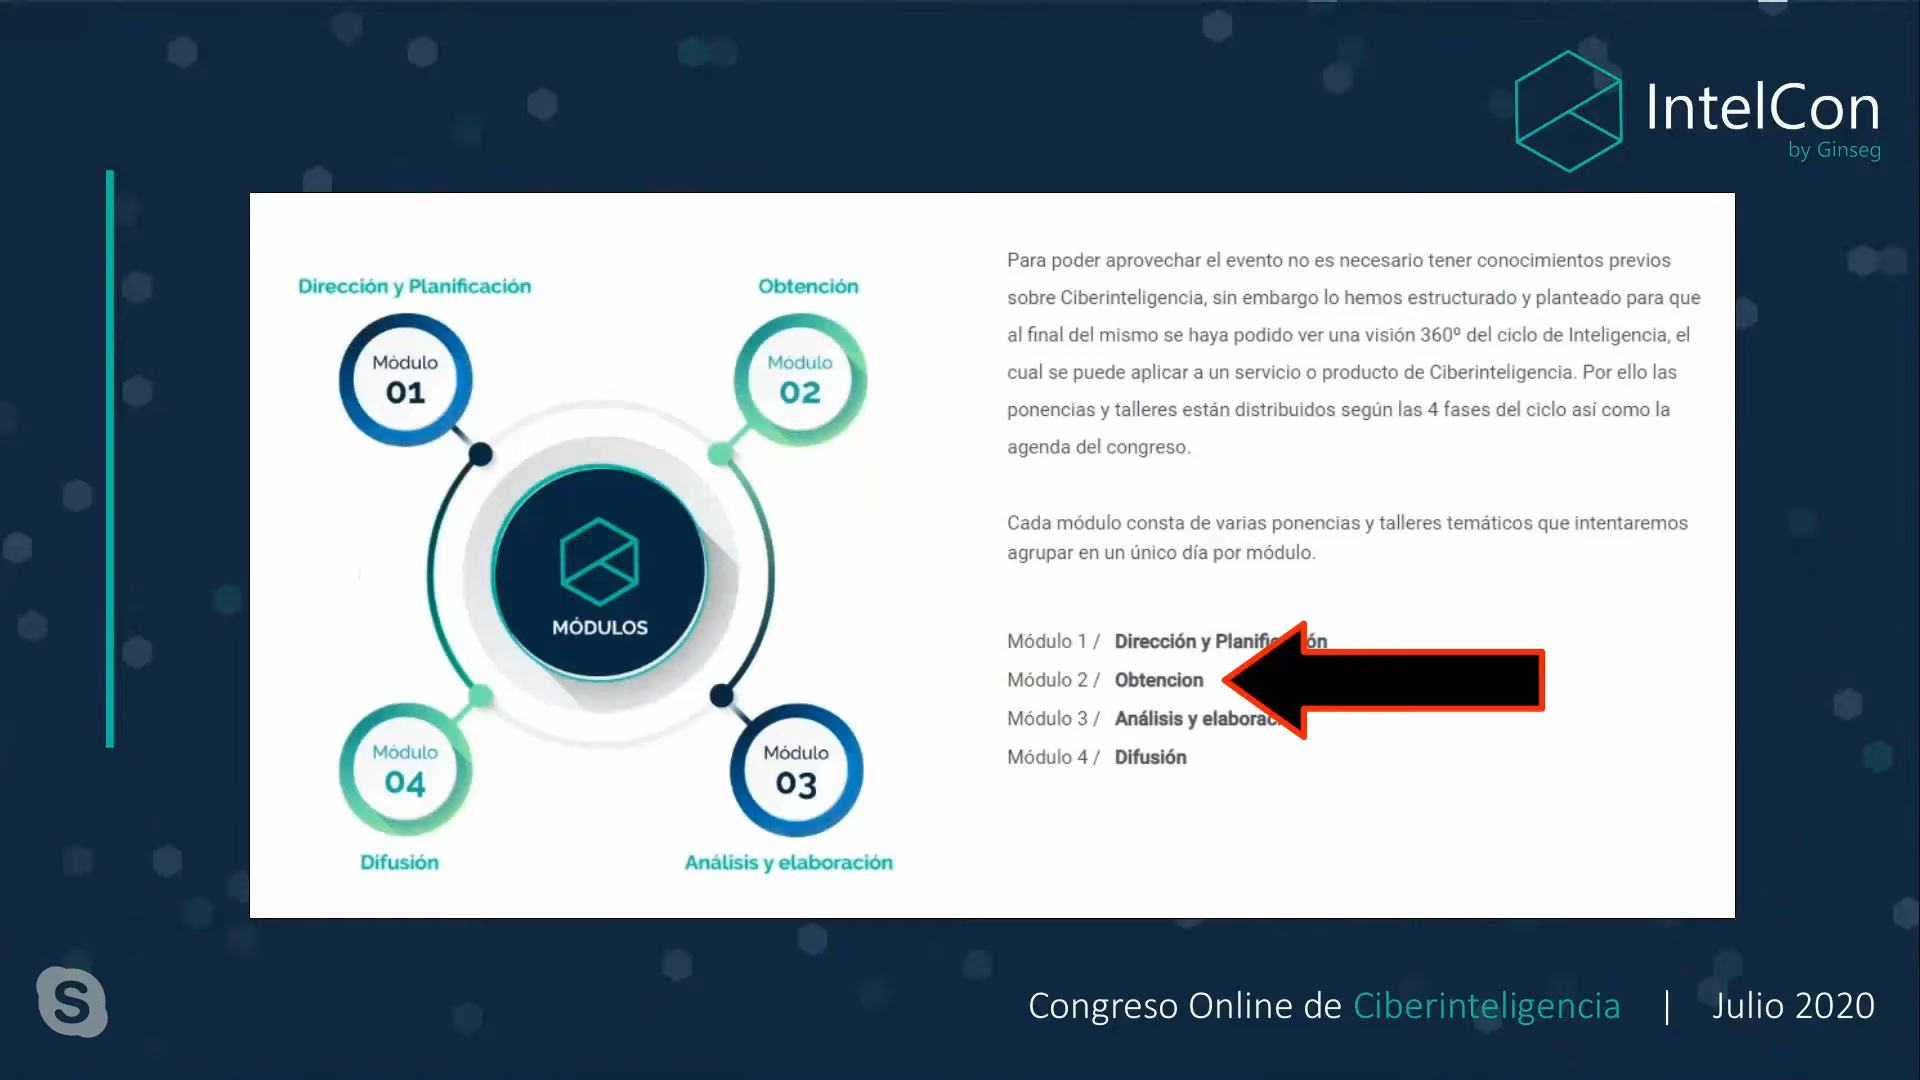 IntelCon
by Ginseg
Dirección y Planificación
Obtención
Módulo
01
Módulo
02
MÓDULOS
Módulo
04
Módulo
03
Difusión
Análisis y elaboración
Para poder aprovechar el evento no es necesario tener conocimientos previos
sobre Ciberinteligencia, sin embargo lo hemos estructurado y planteado para que
al final del mismo se haya podido ver una visión 360º del ciclo de Inteligencia, el
cual se puede aplicar a un servicio o producto de Ciberinteligencia. Por ello las
ponencias y talleres están distribuidos según las 4 fases del ciclo así como la
agenda del congreso.
Cada módulo consta de varias ponencias y talleres temáticos que intentaremos
agrupar en un único día por módulo.
Módulo 1 / Dirección y Planificación
Módulo 2 / Obtencion
Módulo 3 / Análisis y elaborac
Módulo 4 / Difusión
S
Congreso Online de Ciberinteligencia | Julio 2020